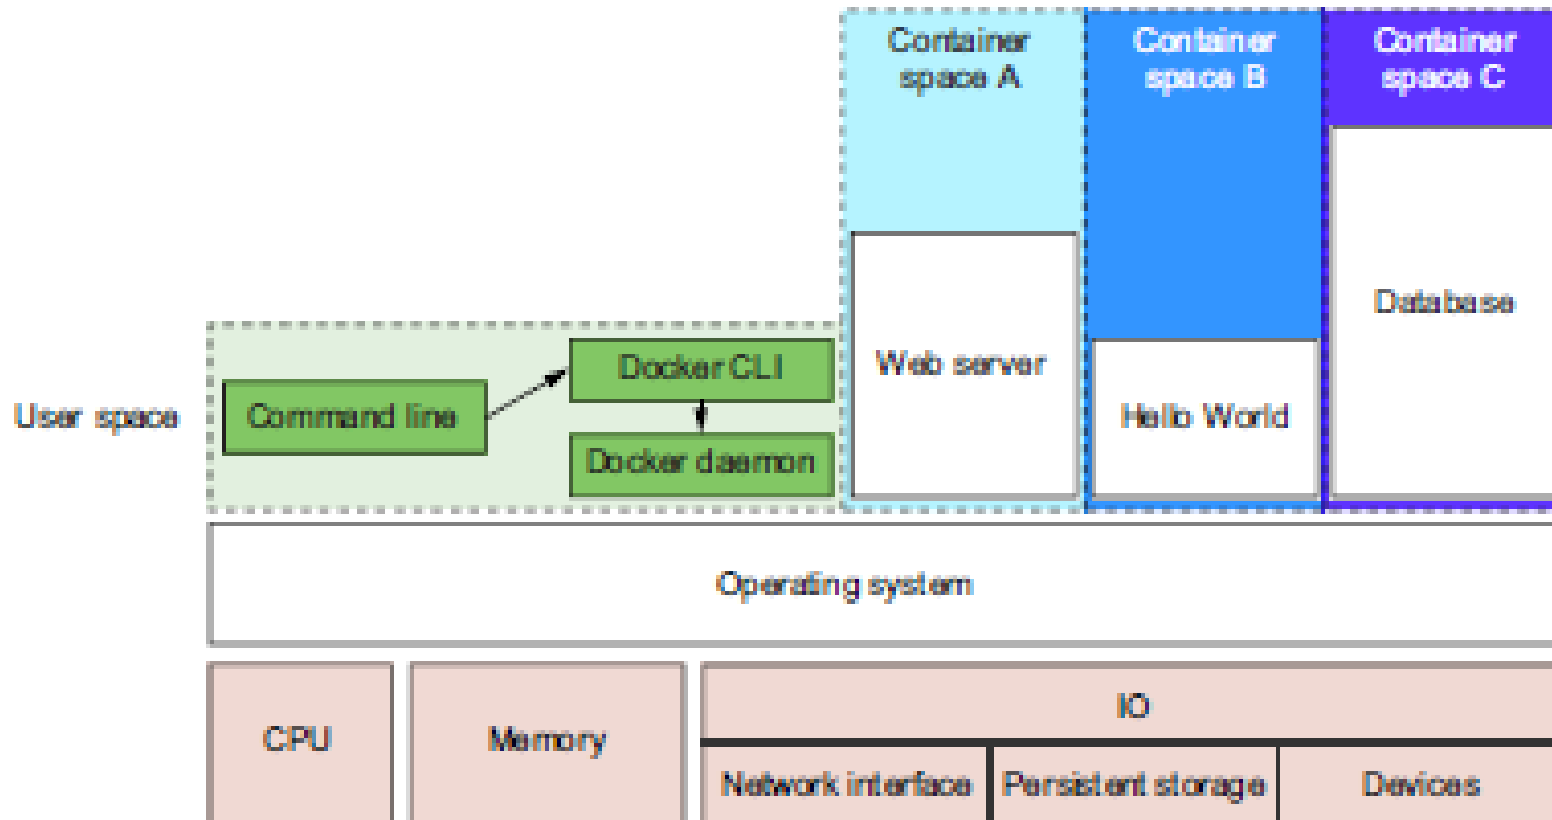 Container
space A
Container
space B
Container
space C
Database
Web server
Docker CLI
User space
Command line
Hello World
Docker daemon
Operating system
CPU
Memory
IO
Network interface
Persistent storage
Devices